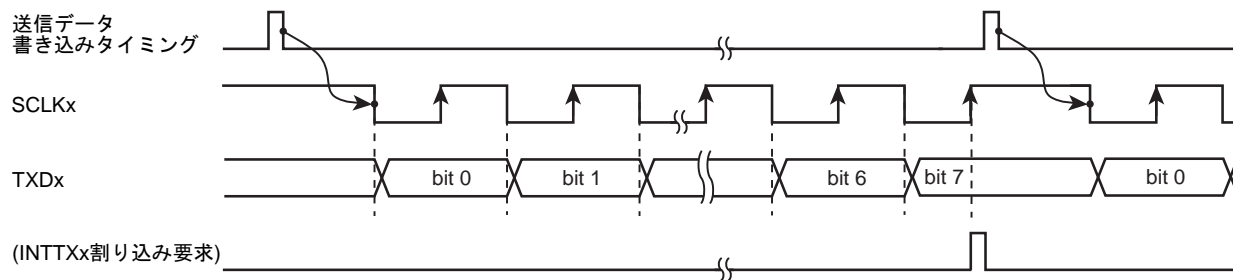 送信データ
書き込みタイミング
SCLKx
TXDx
bit 0
bit 1
bit 6
bit 7
bit 0
(INTTXx割り込み要求)